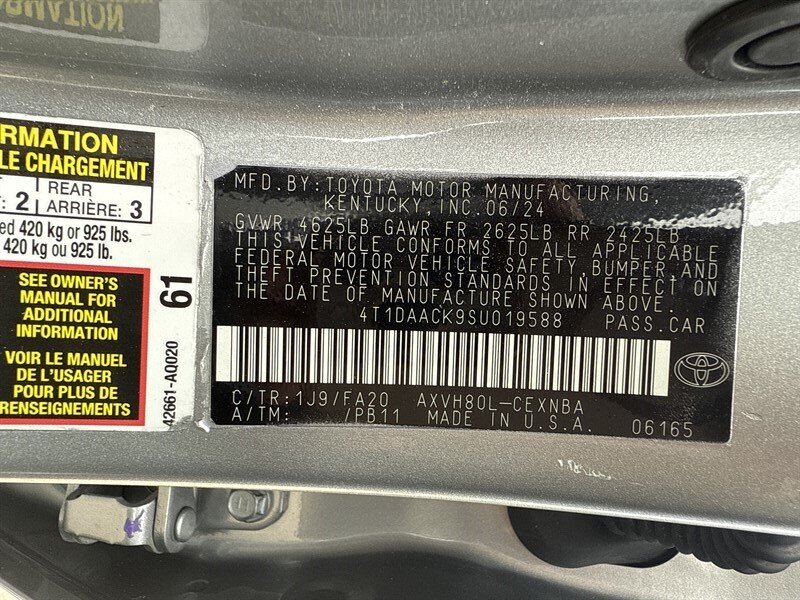 RMATION
RMATION
LE CHARGEMENT
2 REAR ARRIÈRE: 3
ed 420 kg or 925 lbs.
420 kg ou 925 lb.
SEE OWNER'S
MANUAL FOR
ADDITIONAL
INFORMATION
VOIR LE MANUEL
DE L'USAGER
POUR PLUS DE
RENSEIGNEMENTS
61
42661-AQ020
MFD. BY: TOYOTA MOTOR MANUFACTURING,
KENTUCKY, INC. 06/24
GVWR 4625LB GAWR FR 2625LB RR 2425LB
THIS VEHICLE CONFORMS TO ALL APPLICABLE
FEDERAL MOTOR VEHICLE SAFETY, BUMPER, AND
THEFT PREVENTION STANDARDS IN EFFECT ON
THE DATE OF MANUFACTURE SHOWN ABOVE.
4T1DAACK9SU019588 PASS. CAR
C/TR: 1J9/FA20 AXVH80L-CEXNBA
A/TM: /PB11 MADE IN U.S.A. 06165